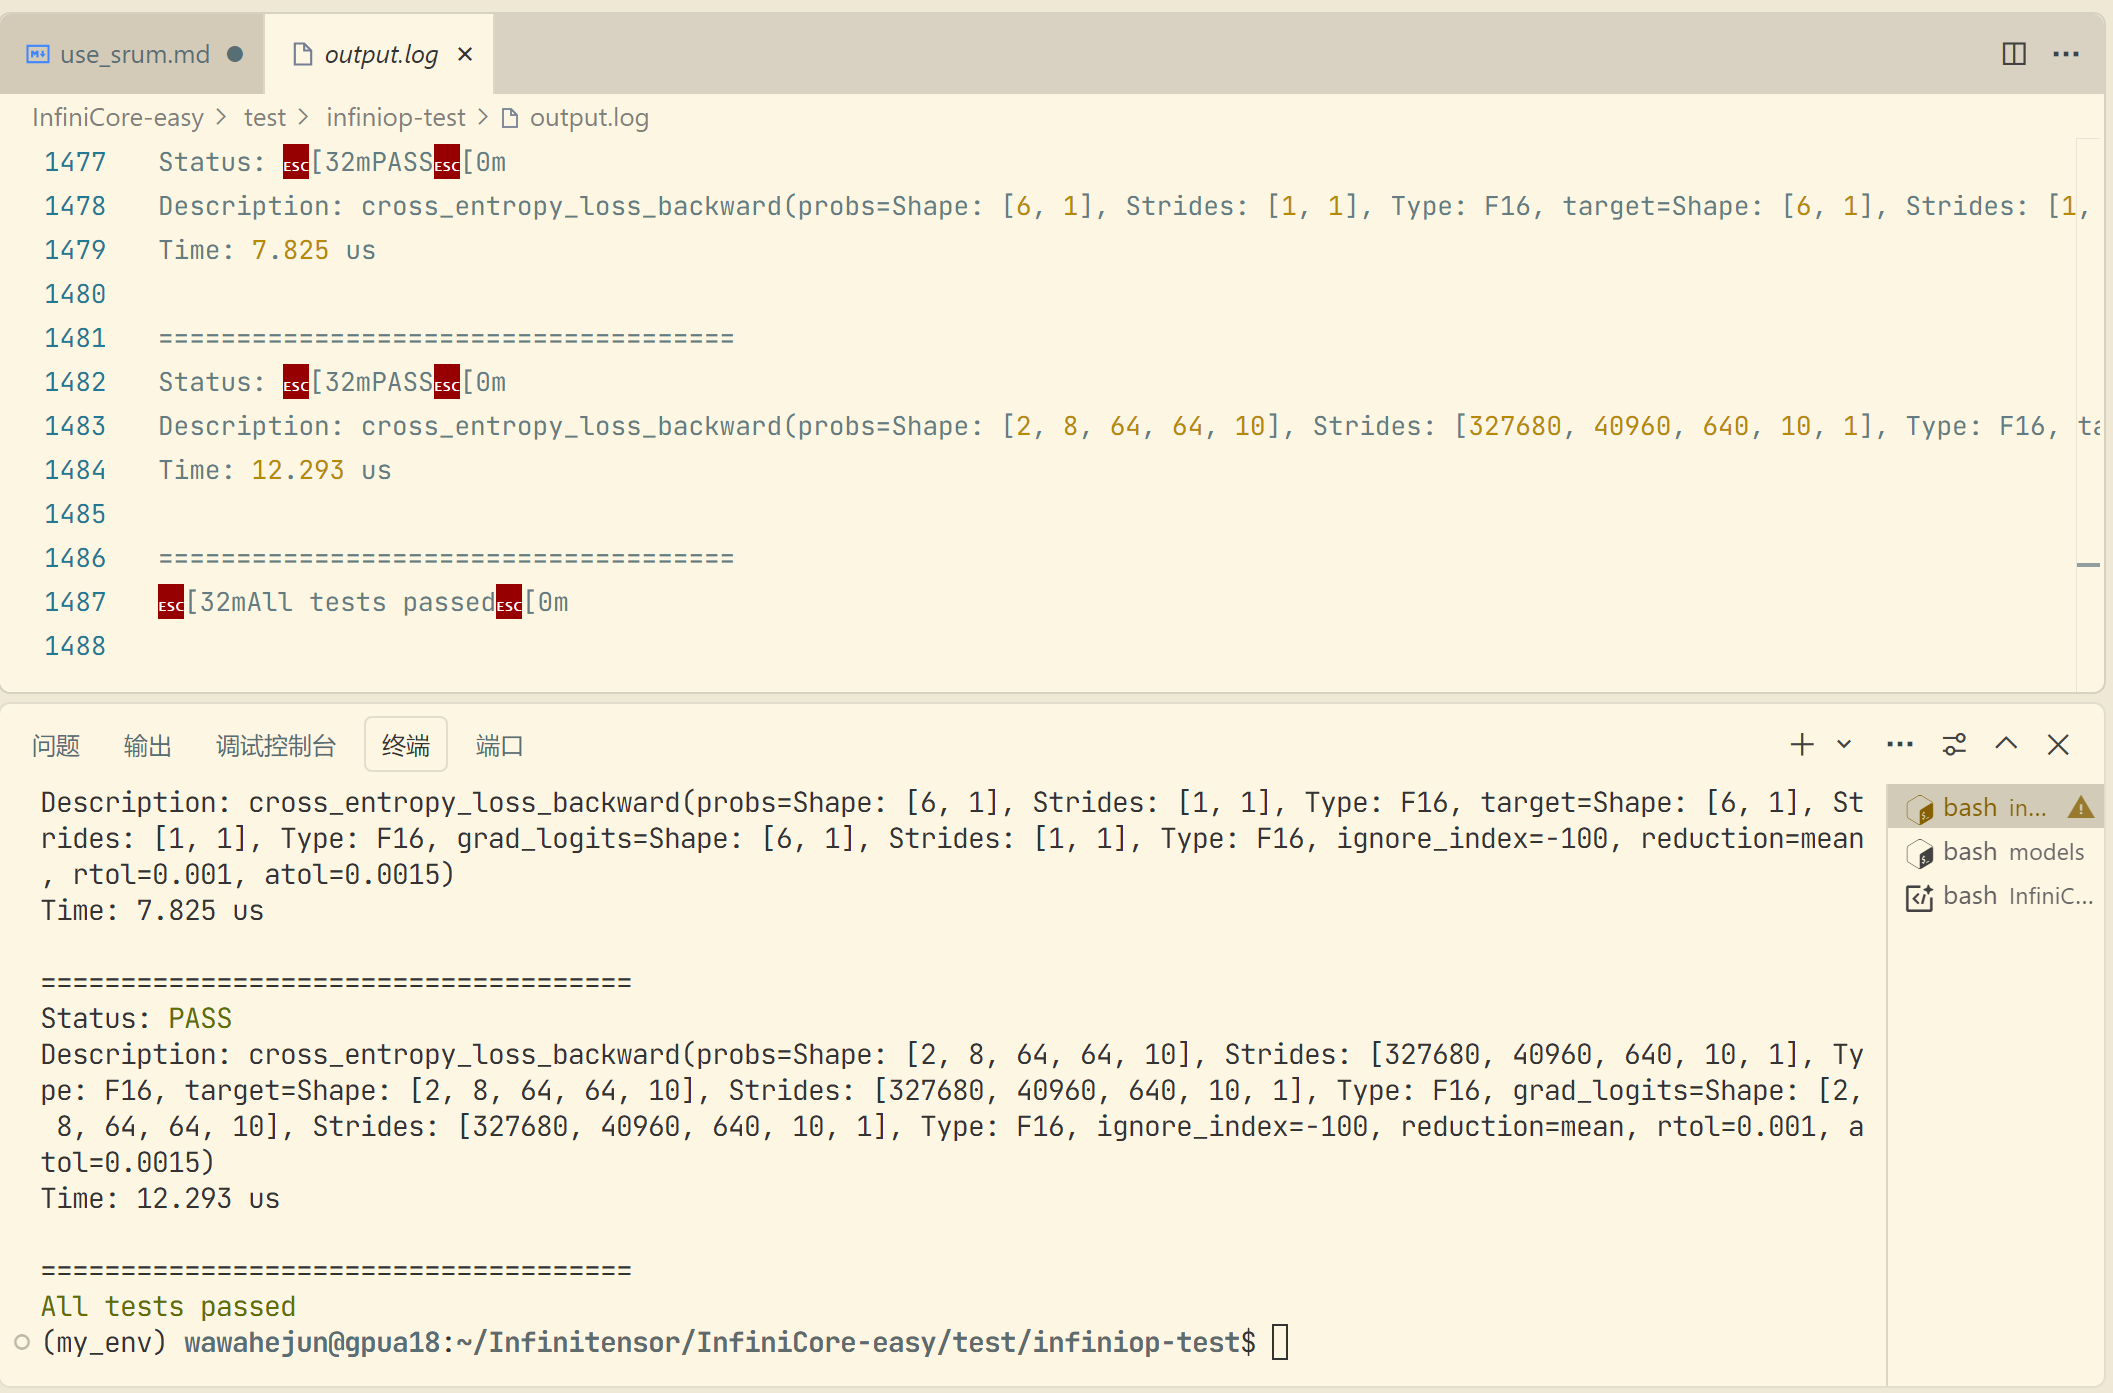 use_srum.md
output.log
InfiniCore-easy > test > infiniop-test > output.log
1477 Status: ESC[32mPASSESC[0m
1478 Description: cross_entropy_loss_backward(probs=Shape: [6, 1], Strides: [1, 1], Type: F16, target=Shape: [6, 1], Strides: [1,
1479 Time: 7.825 us
1480
1481 =====================================
1482 Status: ESC[32mPASSESC[0m
1483 Description: cross_entropy_loss_backward(probs=Shape: [2, 8, 64, 64, 10], Strides: [327680, 40960, 640, 10, 1], Type: F16, ta
1484 Time: 12.293 us
1485
1486 =====================================
1487 ESC[32mAll tests passedESC[0m
1488
问题 输出 调试控制台 终端 端口
Description: cross_entropy_loss_backward(probs=Shape: [6, 1], Strides: [1, 1], Type: F16, target=Shape: [6, 1], St
rides: [1, 1], Type: F16, grad_logits=Shape: [6, 1], Strides: [1, 1], Type: F16, ignore_index=-100, reduction=mean
, rtol=0.001, atol=0.0015)
Time: 7.825 us
=====================================
Status: PASS
Description: cross_entropy_loss_backward(probs=Shape: [2, 8, 64, 64, 10], Strides: [327680, 40960, 640, 10, 1], Ty
pe: F16, target=Shape: [2, 8, 64, 64, 10], Strides: [327680, 40960, 640, 10, 1], Type: F16, grad_logits=Shape: [2,
8, 64, 64, 10], Strides: [327680, 40960, 640, 10, 1], Type: F16, ignore_index=-100, reduction=mean, rtol=0.001, a
tol=0.0015)
Time: 12.293 us
=====================================
All tests passed
(my_env) wawahejun@gpua18:~/Infinitensor/InfiniCore-easy/test/infiniop-test$
bash in...
bash models
bash InfiniC...